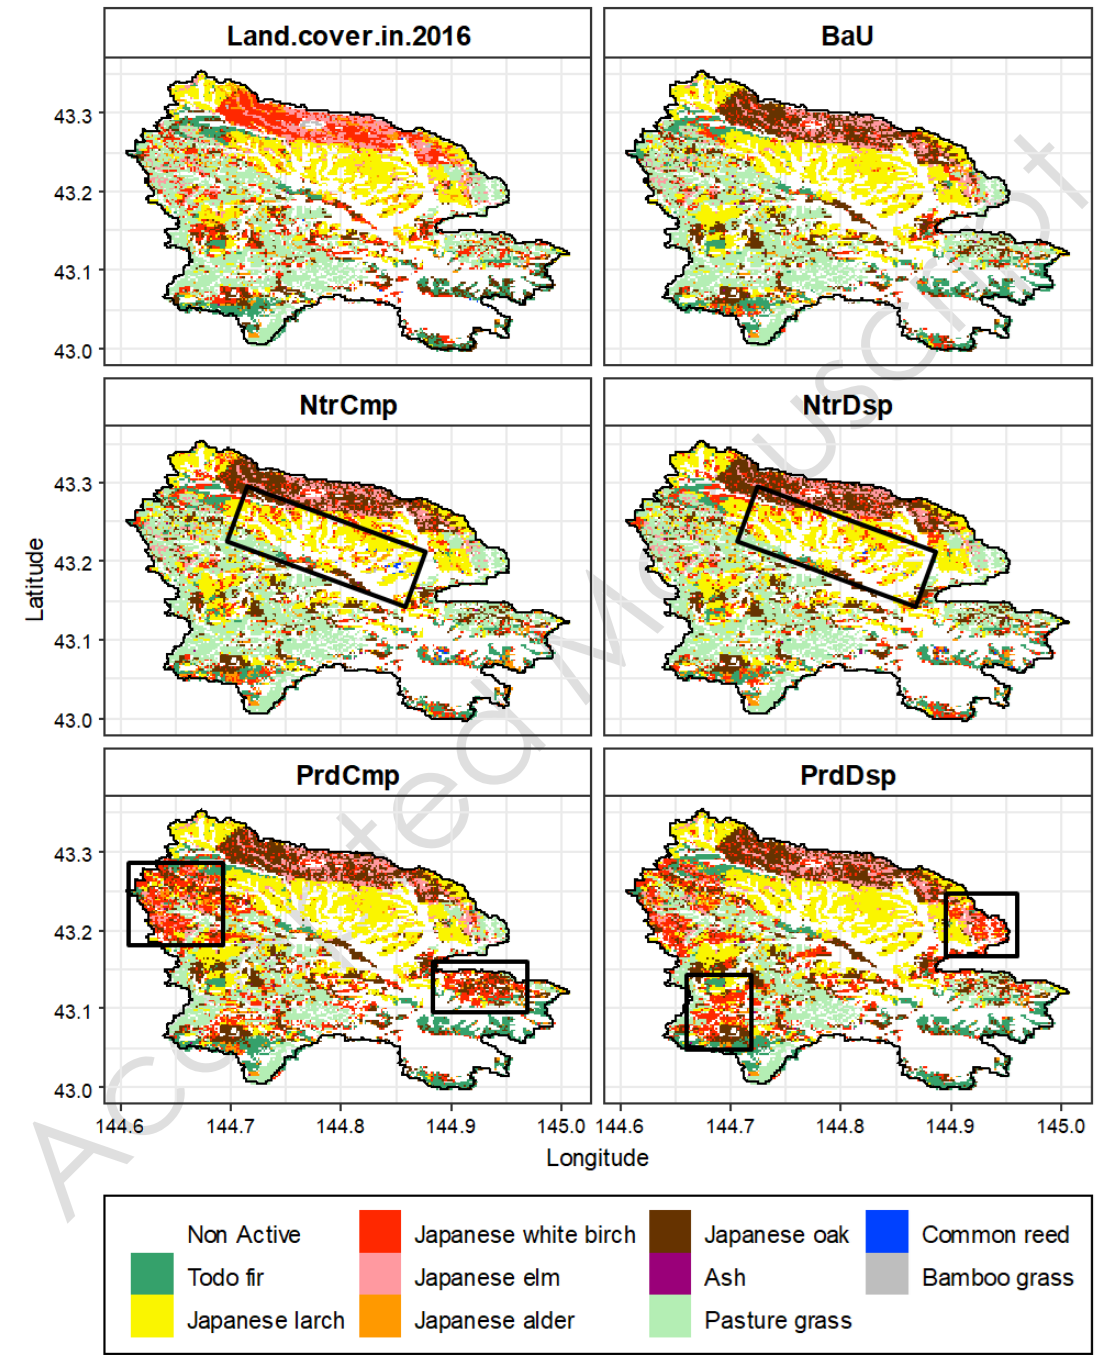 Land.cover.in.2016
BaU
43.3
43.2
43.1
43.0
NtrCmp
NtrDsp
43.3
43.2
43.1
43.0
Latitude
PrdCmp
PrdDsp
43.3
43.2
43.1
43.0
144.6 144.7 144.8 144.9 145.0 144.6 144.7 144.8 144.9 145.0
Longitude
Non Active Japanese white birch Japanese oak Common reed
Todo fir Japanese elm Ash Bamboo grass
Japanese larch Japanese alder Pasture grass
Accepted Manuscript